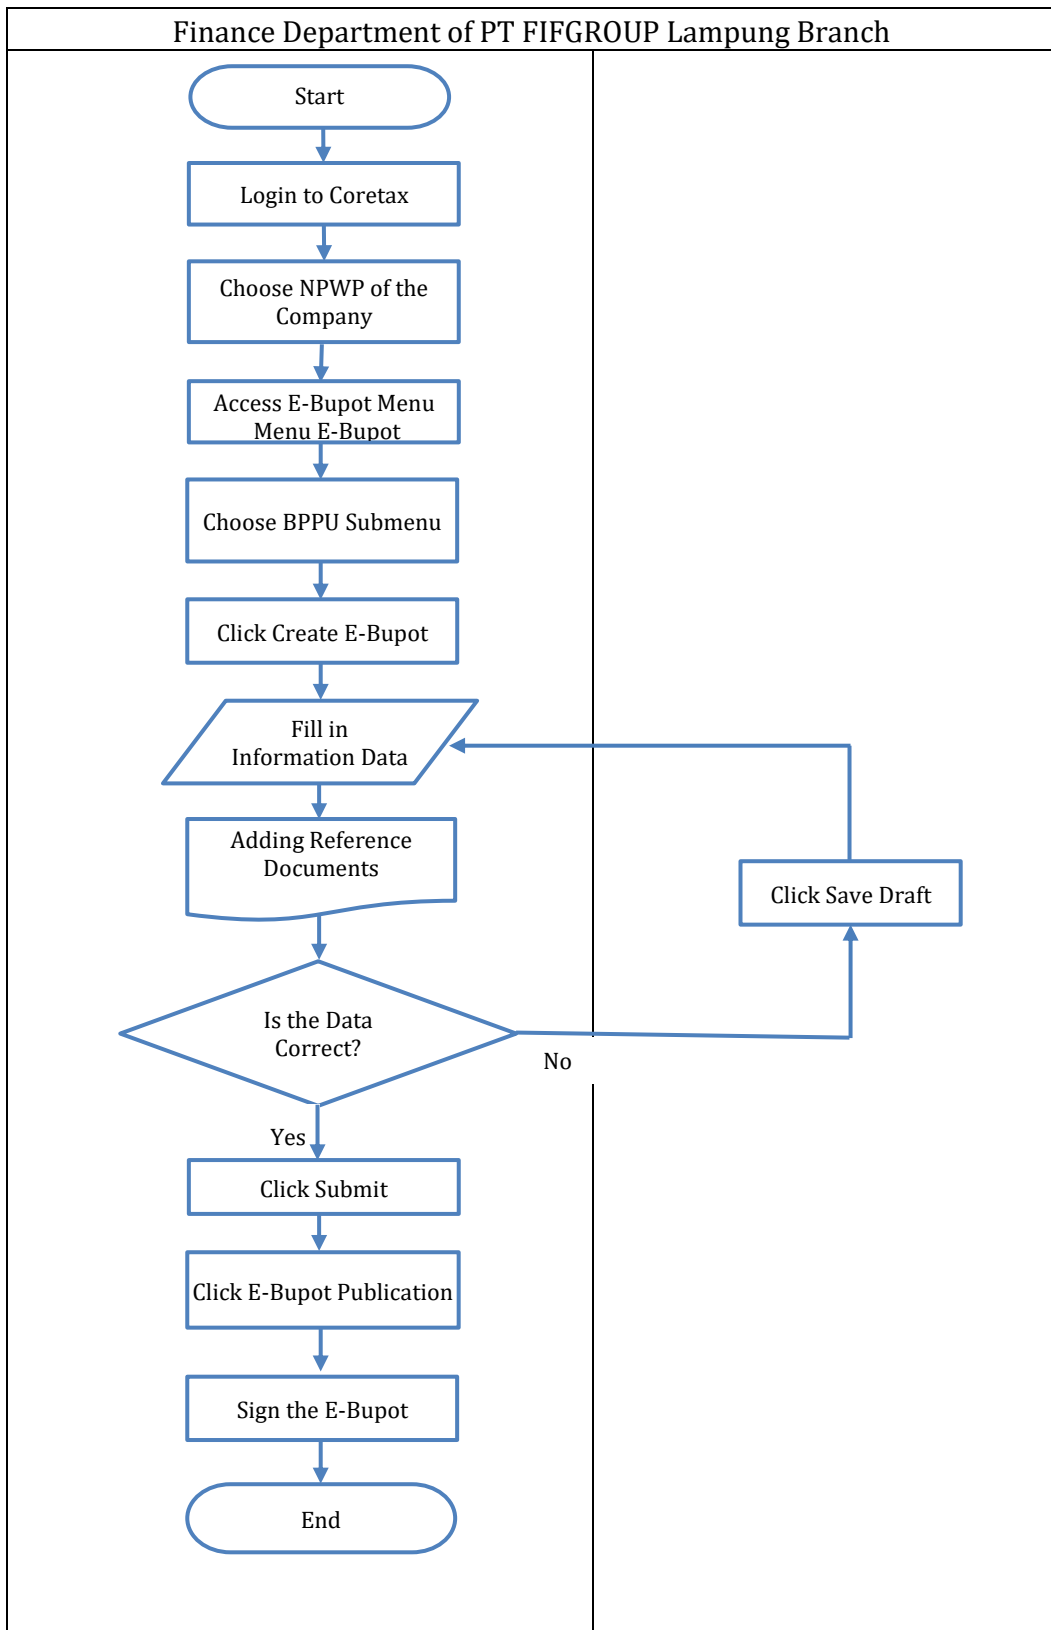 Finance Department of PT FIFGROUP Lampung Branch
Start
Login to Coretax
Choose NPWP of the
Company
Access E-Bupot Menu
Menu E-Bupot
Choose BPPU Submenu
Click Create E-Bupot
Fill in
Information Data
Adding Reference
Documents
Click Save Draft
Is the Data
Correct?
No
Yes
Click Submit
Click E-Bupot Publication
Sign the E-Bupot
End